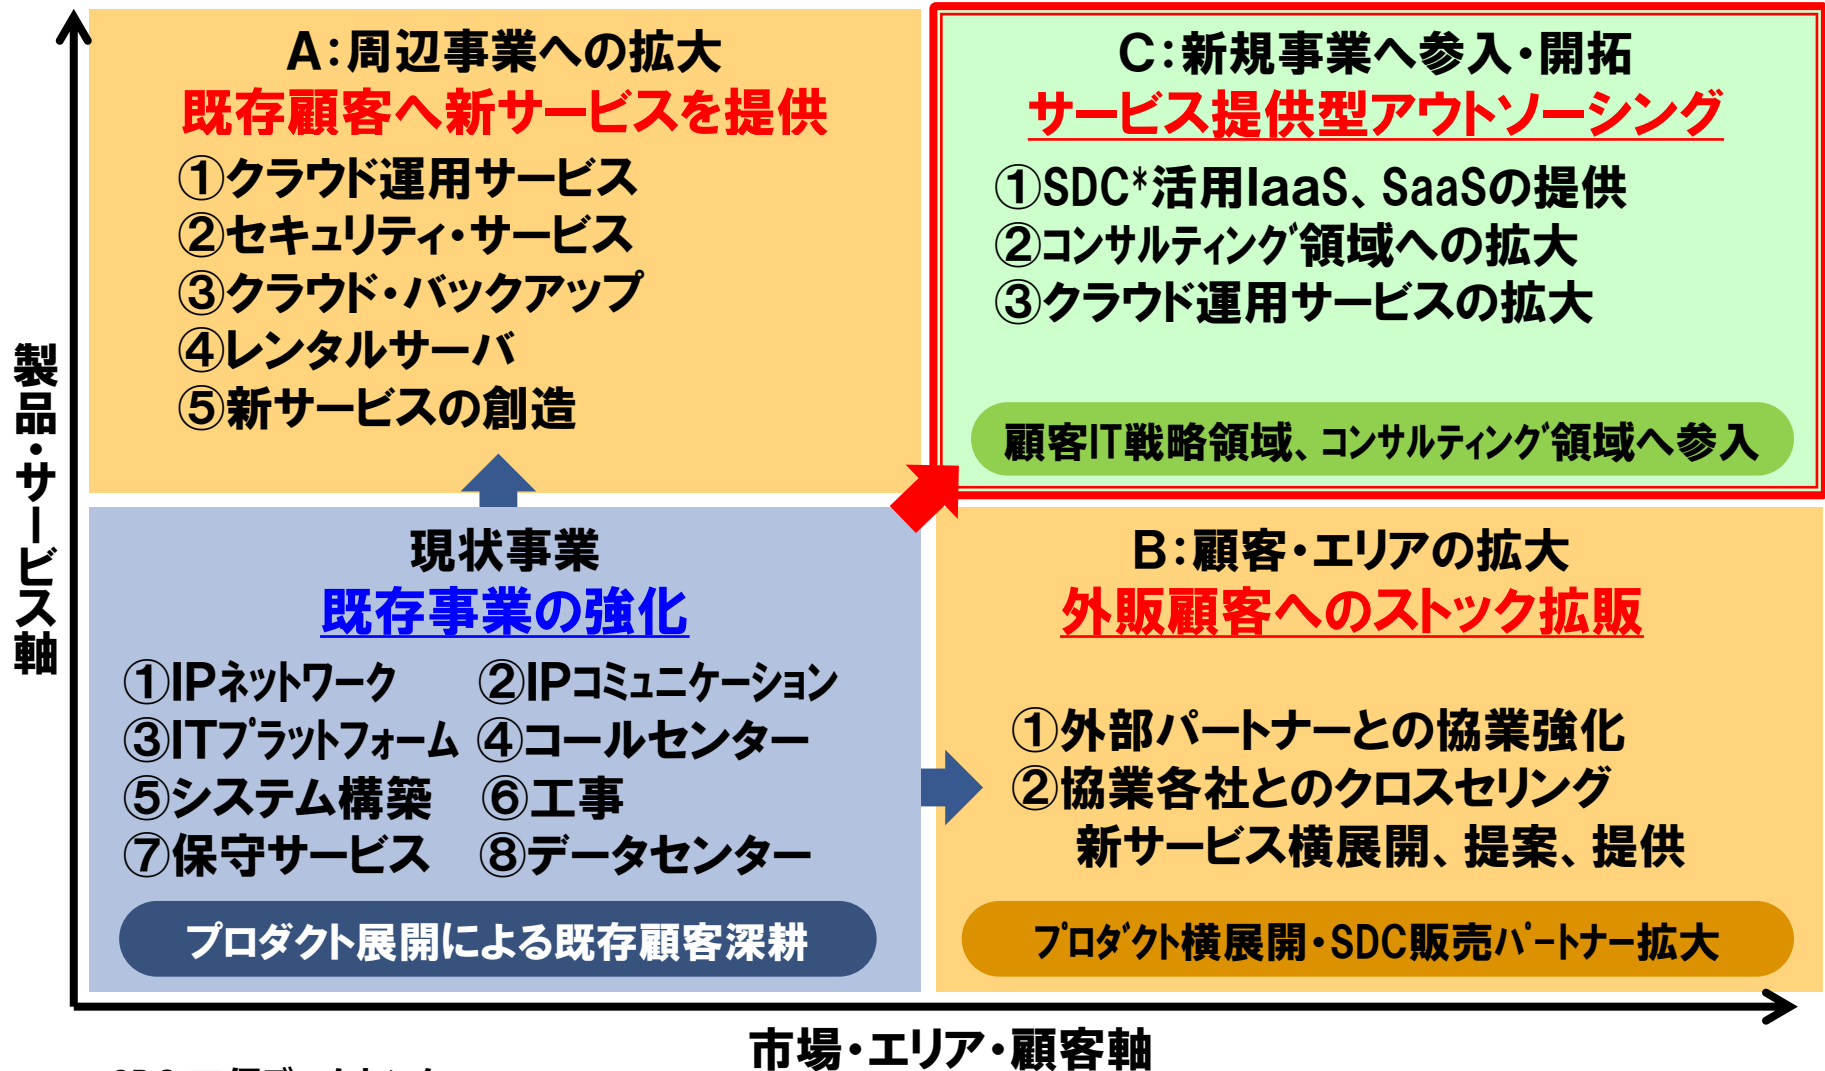 A：周辺事業への拡大
既存顧客へ新サービスを提供
①クラウド運用サービス
②セキュリティ・サービス
③クラウド・バックアップ
④レンタルサーバ
⑤新サービスの創造
C：新規事業へ参入・開拓
サービス提供型アウトソーシング
①SDC*活用IaaS、SaaSの提供
②コンサルティング領域への拡大
③クラウド運用サービスの拡大
顧客IT戦略領域、コンサルティング領域へ参入
製品・サービス軸
現状事業
既存事業の強化
①IPネットワーク ②IPコミュニケーション
③ITプラットフォーム ④コールセンター
⑤システム構築 ⑥工事
⑦保守サービス ⑧データセンター
プロダクト展開による既存顧客深耕
B：顧客・エリアの拡大
外販顧客へのストック拡販
①外部パートナーとの協業強化
②協業各社とのクロスセリング
新サービス横展開、提案、提供
プロダクト横展開・SDC販売パートナー拡大
市場・エリア・顧客軸